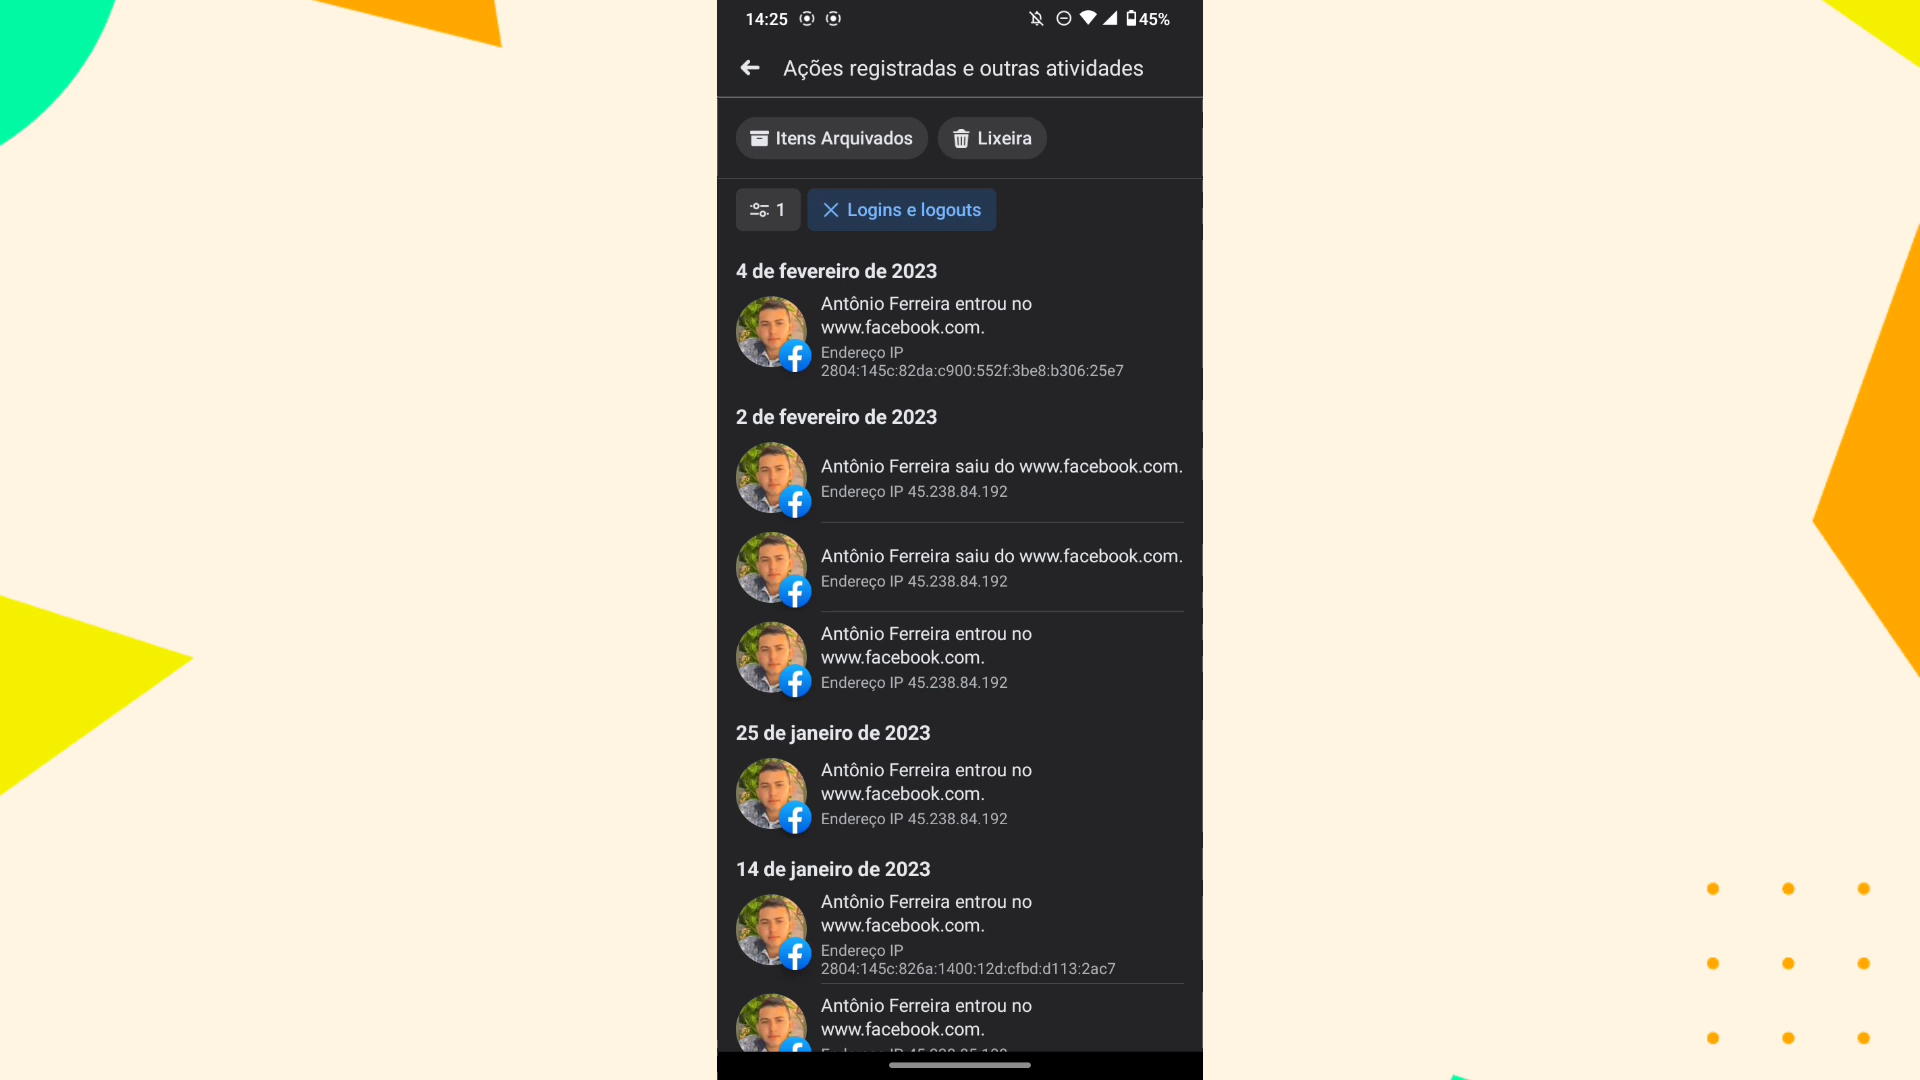 14:25
45%
Ações registradas e outras atividades
Itens Arquivados
Lixeira
1
Logins e logouts
4 de fevereiro de 2023
Antônio Ferreira entrou no
www.facebook.com.
Endereço IP
2804:145c:82da:c900:552f:3be8:b306:25e7
2 de fevereiro de 2023
Antônio Ferreira saiu do www.facebook.com.
Endereço IP 45.238.84.192
Antônio Ferreira saiu do www.facebook.com.
Endereço IP 45.238.84.192
Antônio Ferreira entrou no
www.facebook.com.
Endereço IP 45.238.84.192
25 de janeiro de 2023
Antônio Ferreira entrou no
www.facebook.com.
Endereço IP 45.238.84.192
14 de janeiro de 2023
Antônio Ferreira entrou no
www.facebook.com.
Endereço IP
2804:145c:826a:1400:12d:cfbd:d113:2ac7
Antônio Ferreira entrou no
www.facebook.com.